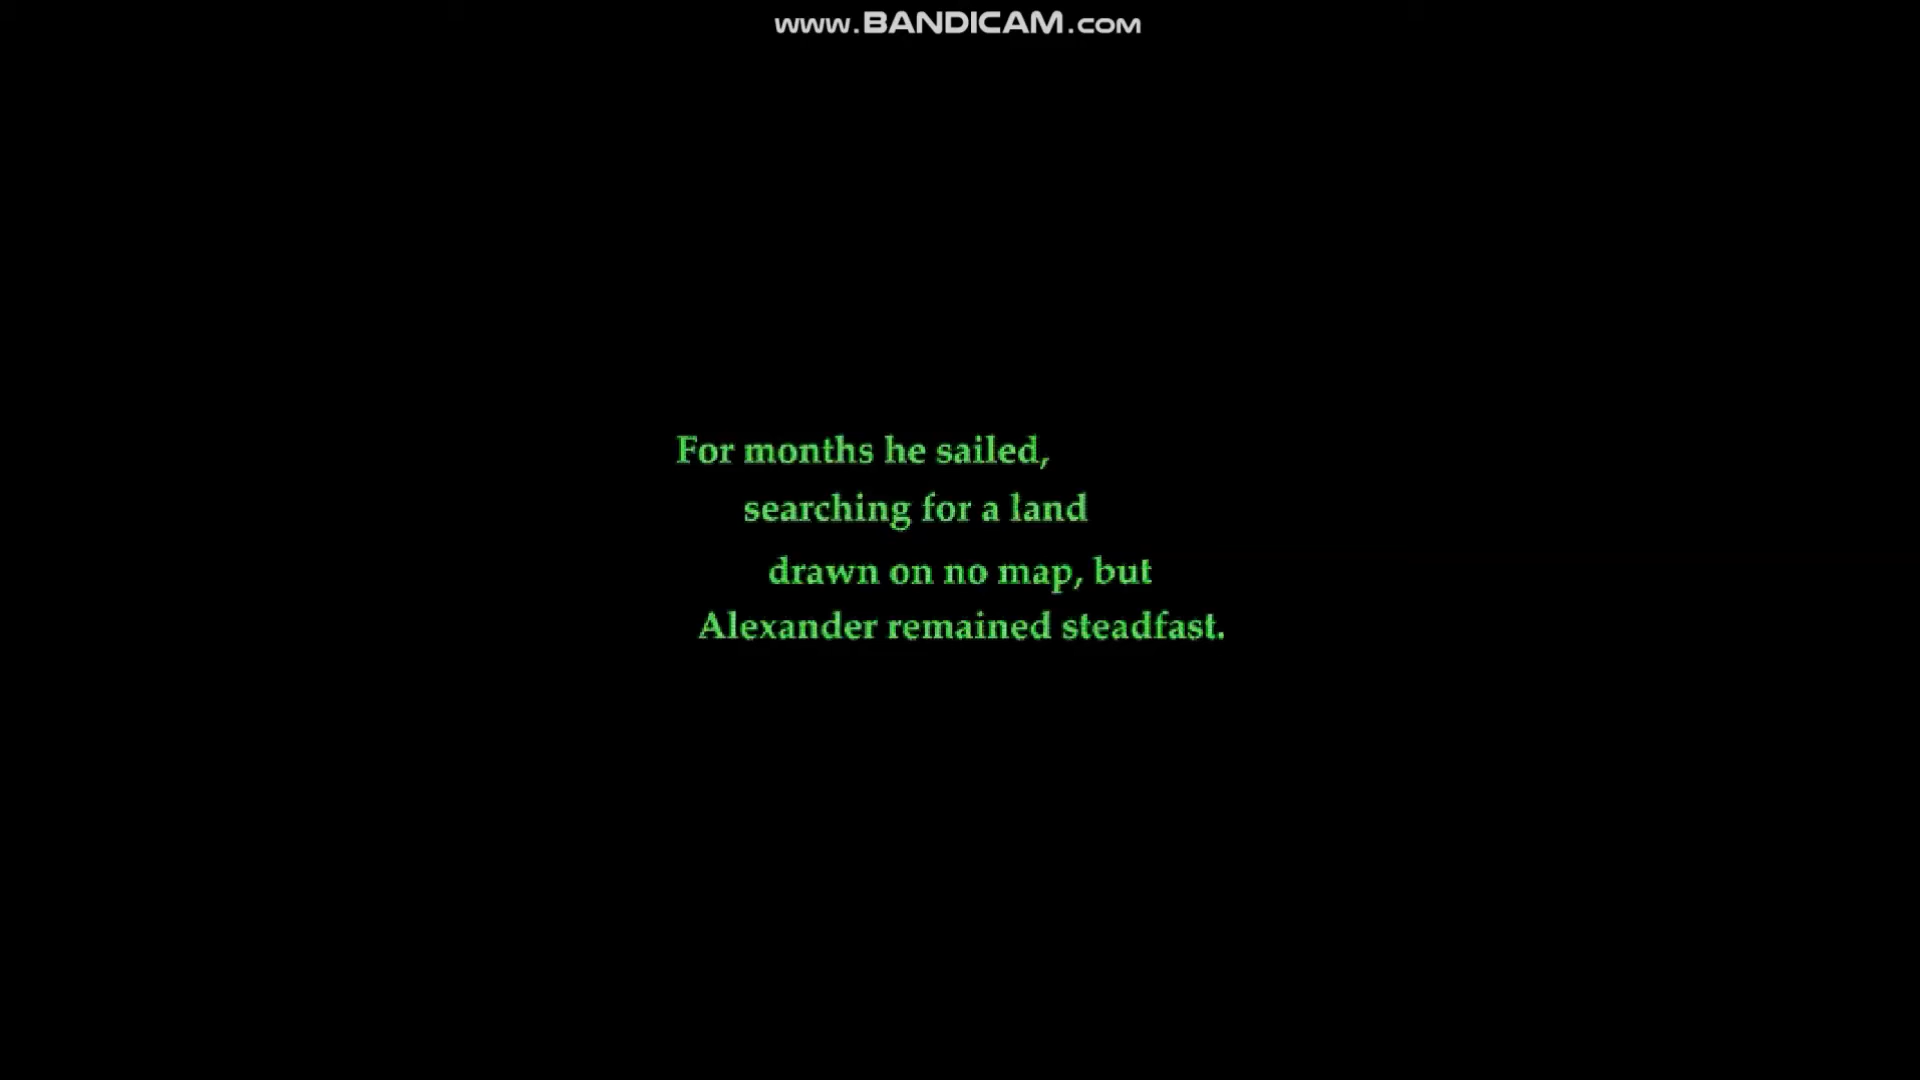 www.BANDICAM.com
For months he sailed,
searching for a land
drawn on no map, but
Alexander remained steadfast.